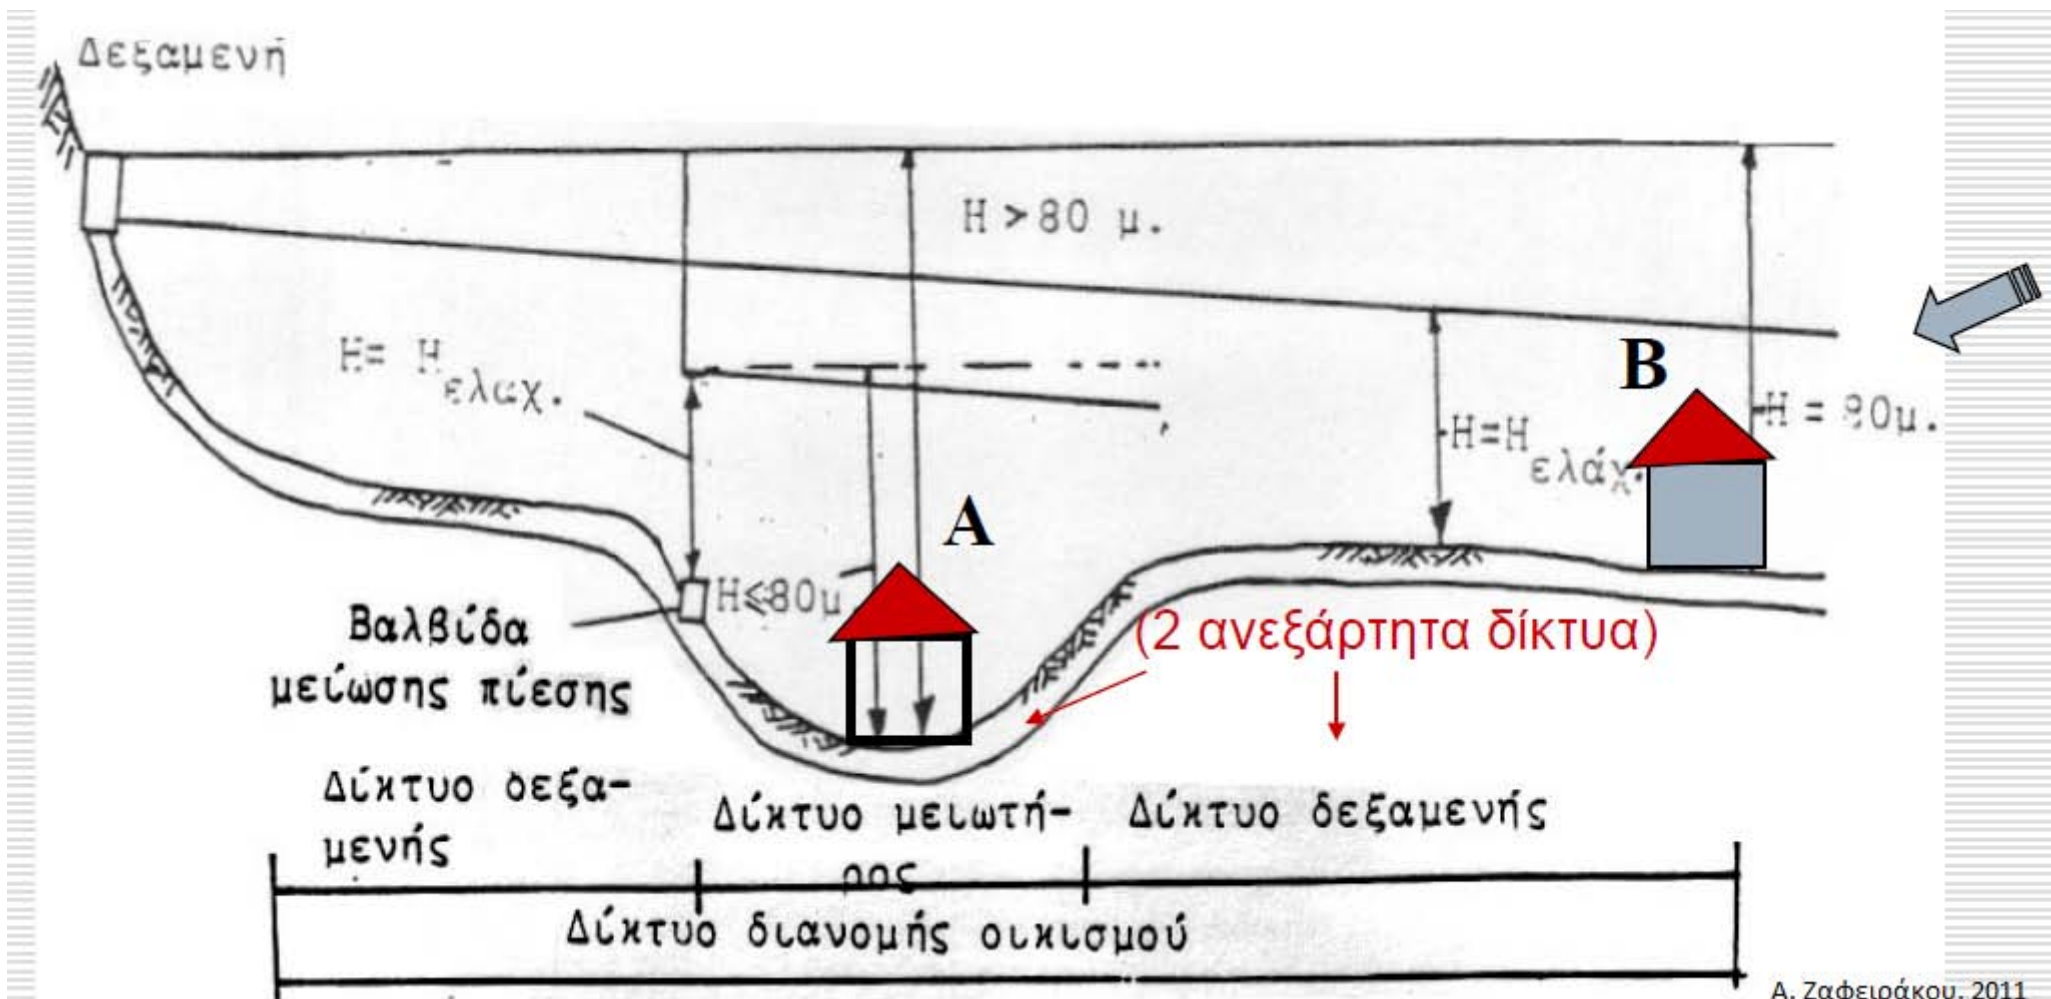 Δεξαμενή
H > 80 μ.
H = H ελαχ.
B
H = 80μ.
H=H ελάχ.
A
H≤80μ
Βαλβίδα
μείωσης πίεσης
(2 ανεξάρτητα δίκτυα)
Δίκτυο δεξα-
μενής
Δίκτυο μειωτή-
ρος
Δίκτυο δεξαμενής
Δίκτυο διανομής οικισμού
Α. Ζαφειράκου, 2011